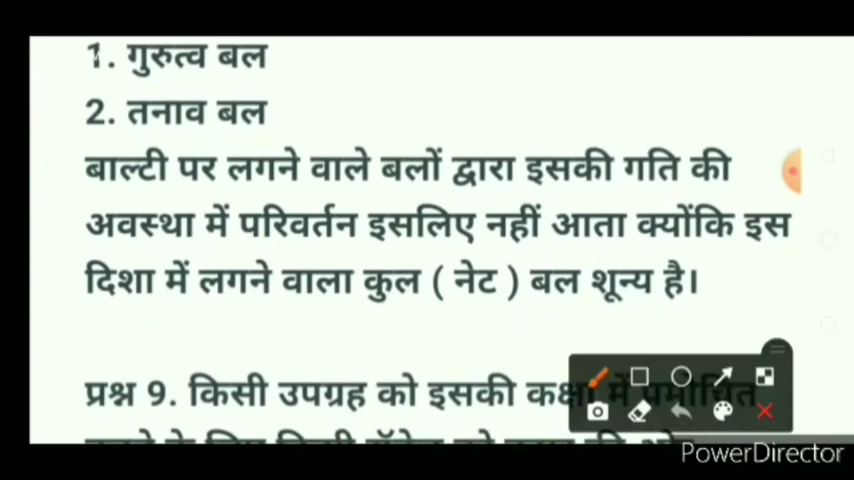 1. गुरुत्व बल
2. तनाव बल
बाल्टी पर लगने वाले बलों द्वारा इसकी गति की
अवस्था में परिवर्तन इसलिए नहीं आता क्योंकि इस
दिशा में लगने वाला कुल ( नेट ) बल शून्य है।
प्रश्न 9. किसी उपग्रह को इसकी कक्षा में प्रमोचित
PowerDirector